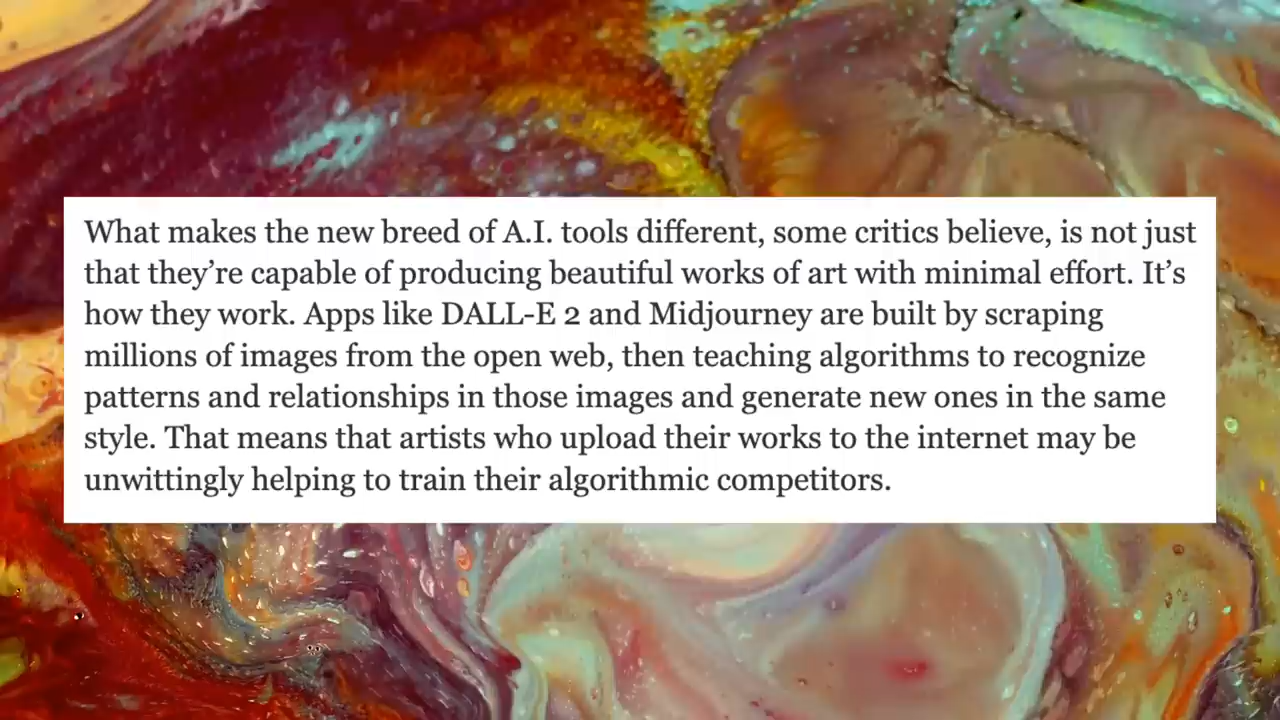 What makes the new breed of A.I. tools different, some critics believe, is not just
that they’re capable of producing beautiful works of art with minimal effort. It’s
how they work. Apps like DALL-E 2 and Midjourney are built by scraping
millions of images from the open web, then teaching algorithms to recognize
patterns and relationships in those images and generate new ones in the same
style. That means that artists who upload their works to the internet may be
unwittingly helping to train their algorithmic competitors.